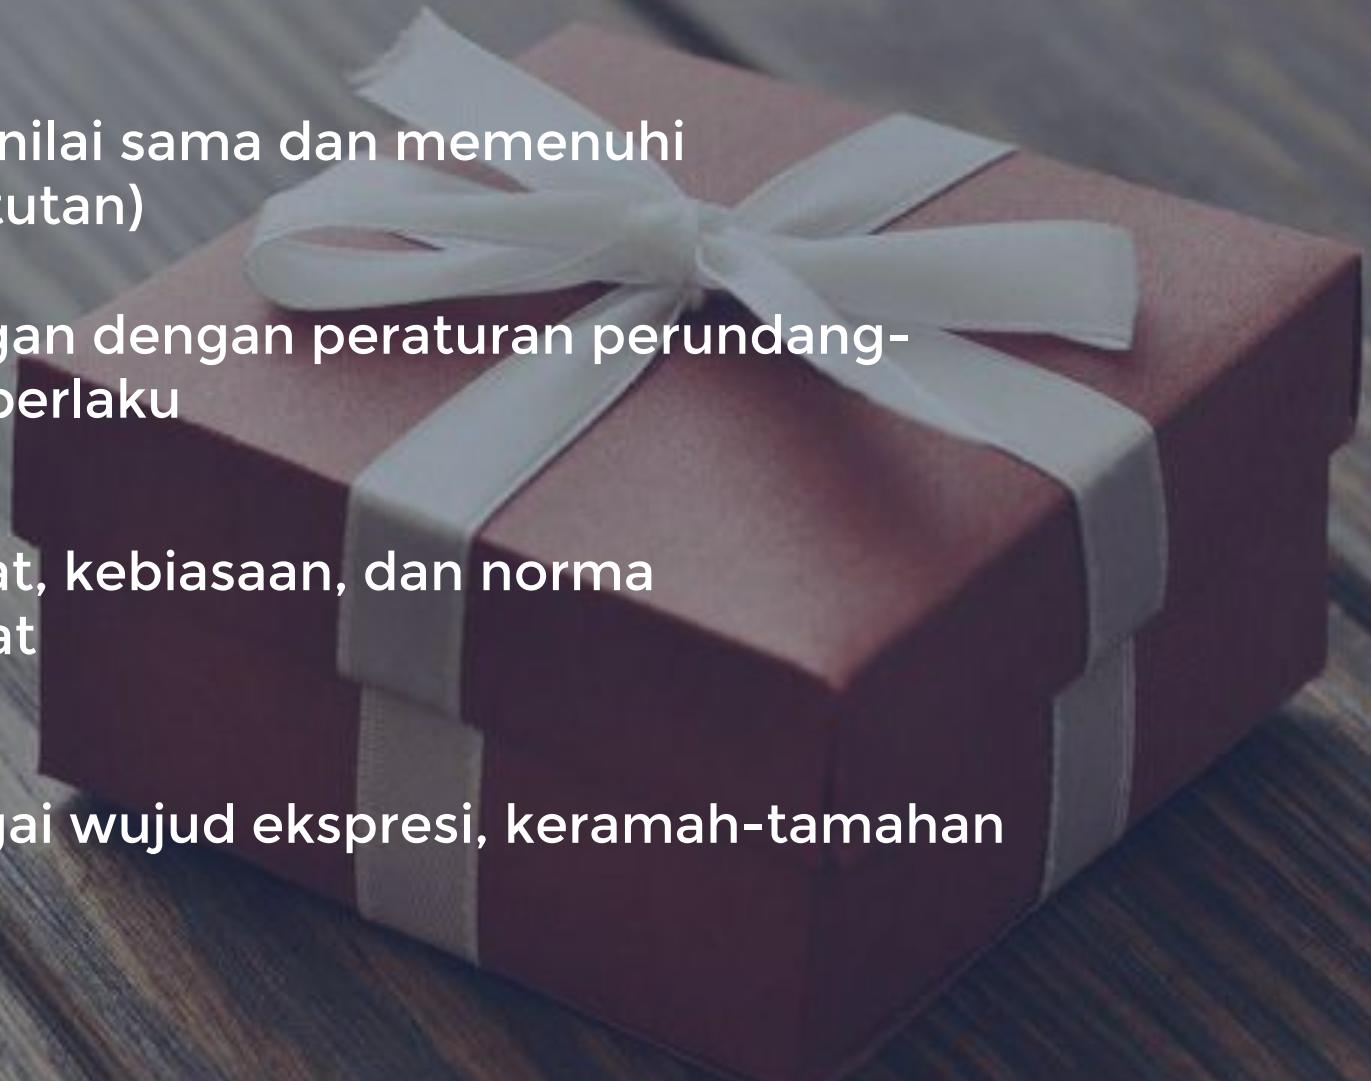 nilai sama dan memenuhi
tutan)
gan dengan peraturan perundang-
berlaku
at, kebiasaan, dan norma
at
gai wujud ekspresi, keramah-tamahan